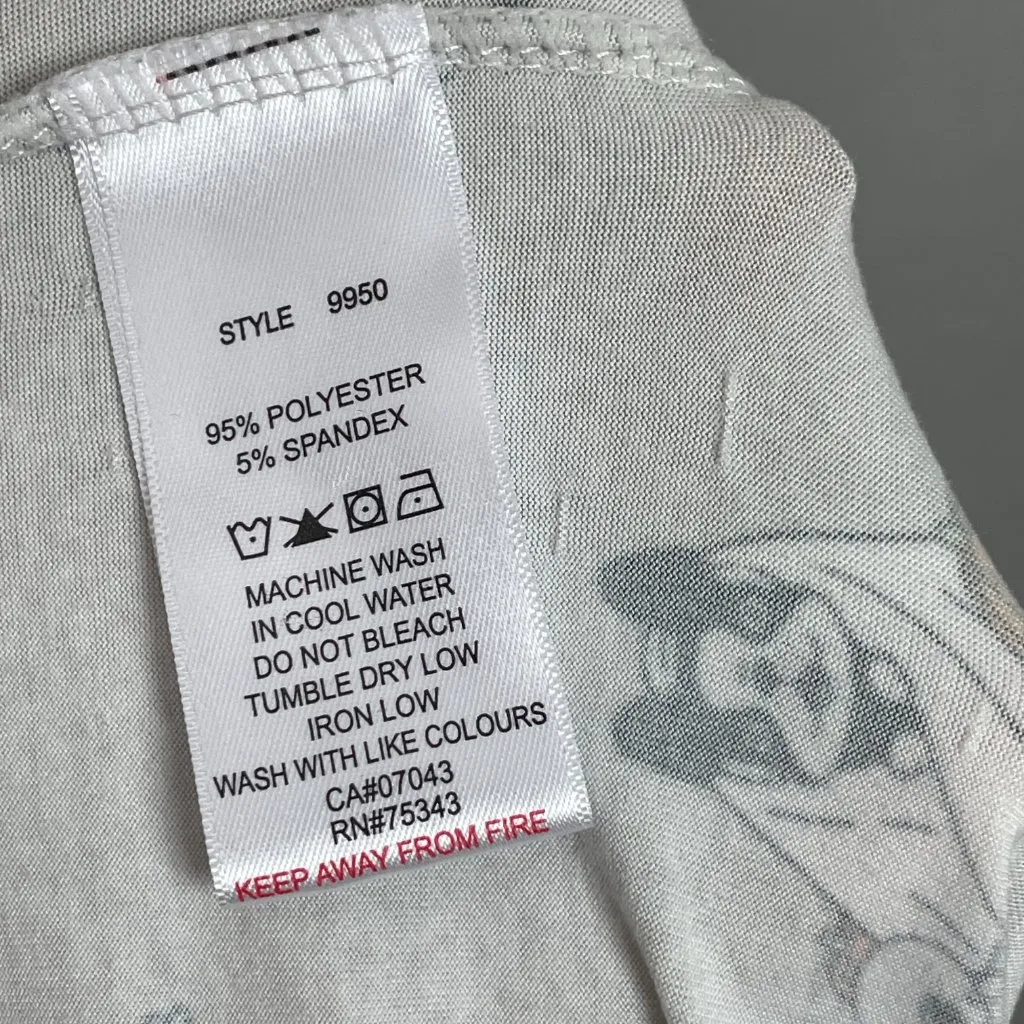 STYLE 9950
95% POLYESTER
5% SPANDEX
MACHINE WASH
IN COOL WATER
DO NOT BLEACH
TUMBLE DRY LOW
IRON LOW
WASH WITH LIKE COLOURS
CA#07043
RN#75343
KEEP AWAY FROM FIRE